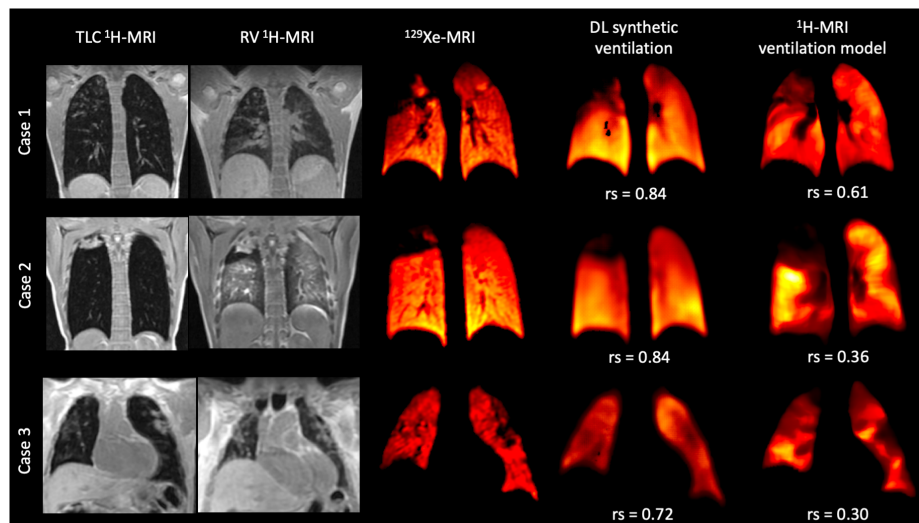 TLC ¹H-MRI
RV ¹H-MRI
¹²⁹Xe-MRI
DL synthetic
ventilation
¹H-MRI
ventilation model
Case 1
rs = 0.84
rs = 0.61
Case 2
rs = 0.84
rs = 0.36
Case 3
rs = 0.72
rs = 0.30